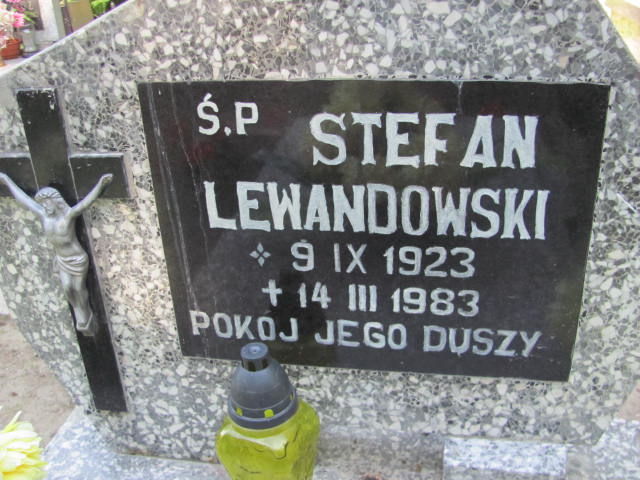 Ś.P STEFAN
LEWANDOWSKI
9 IX 1923
14 III 1983
POKOJ JEGO DUSZY